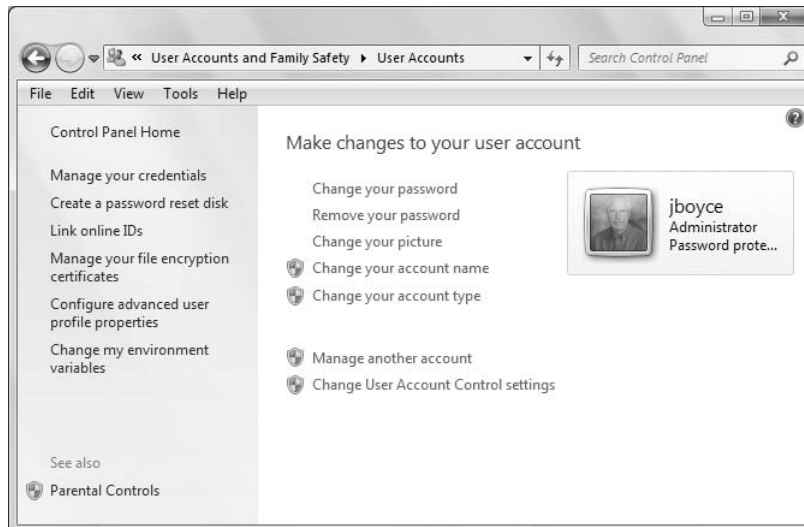 « User Accounts and Family Safety ▸ User Accounts
Search Control Panel
File Edit View Tools Help
Control Panel Home
Manage your credentials
Create a password reset disk
Link online IDs
Manage your file encryption
certificates
Configure advanced user
profile properties
Change my environment
variables
See also
Parental Controls
Make changes to your user account
Change your password
Remove your password
Change your picture
Change your account name
Change your account type
Manage another account
Change User Account Control settings
jboyce
Administrator
Password prote...